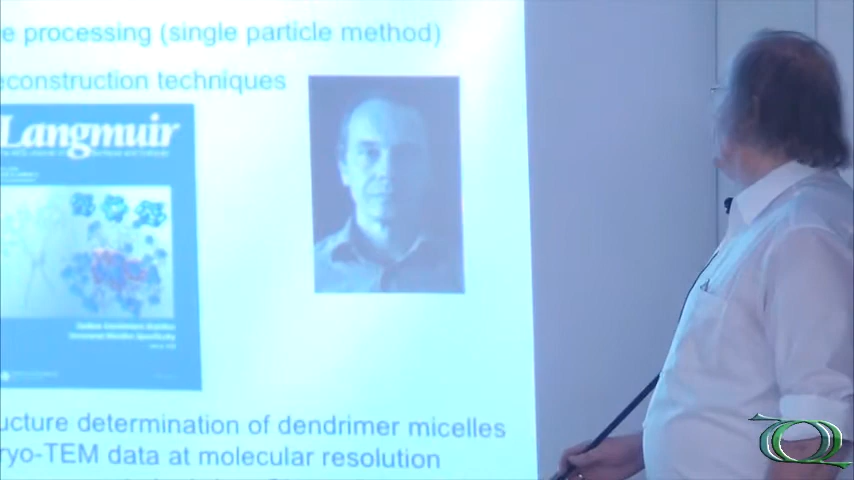 e processing (single particle method)
econstruction techniques
Langmuir
ucture determination of dendrimer micelles
ryo-TEM data at molecular resolution